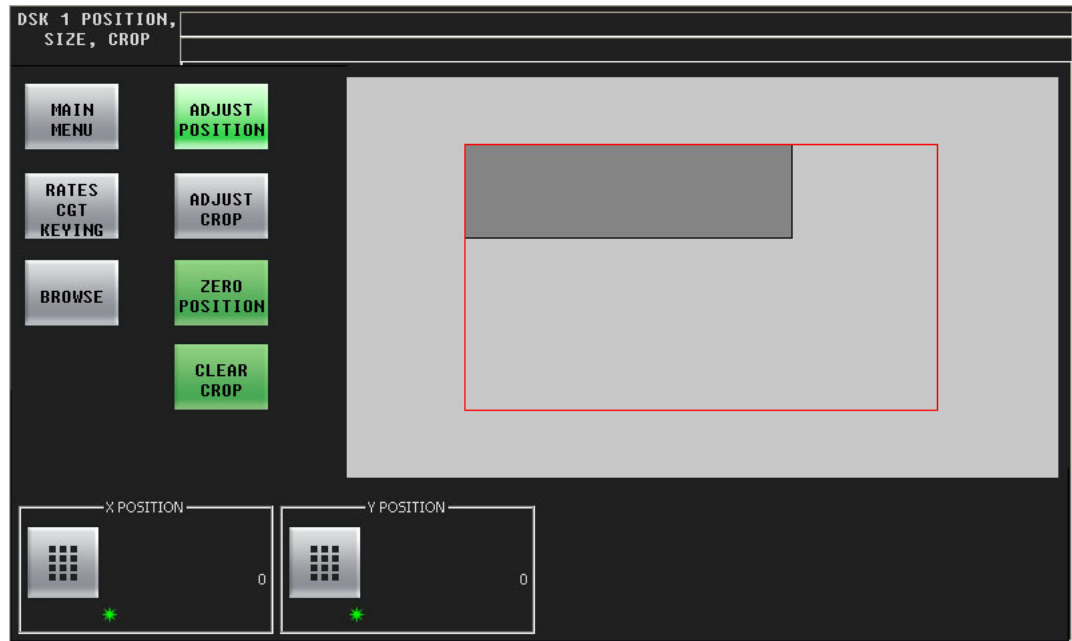 DSK 1 POSITION,
SIZE, CROP
MAIN
MENU
ADJUST
POSITION
RATES
CGT
KEYING
ADJUST
CROP
BROWSE
ZERO
POSITION
CLEAR
CROP
X POSITION
0
Y POSITION
0